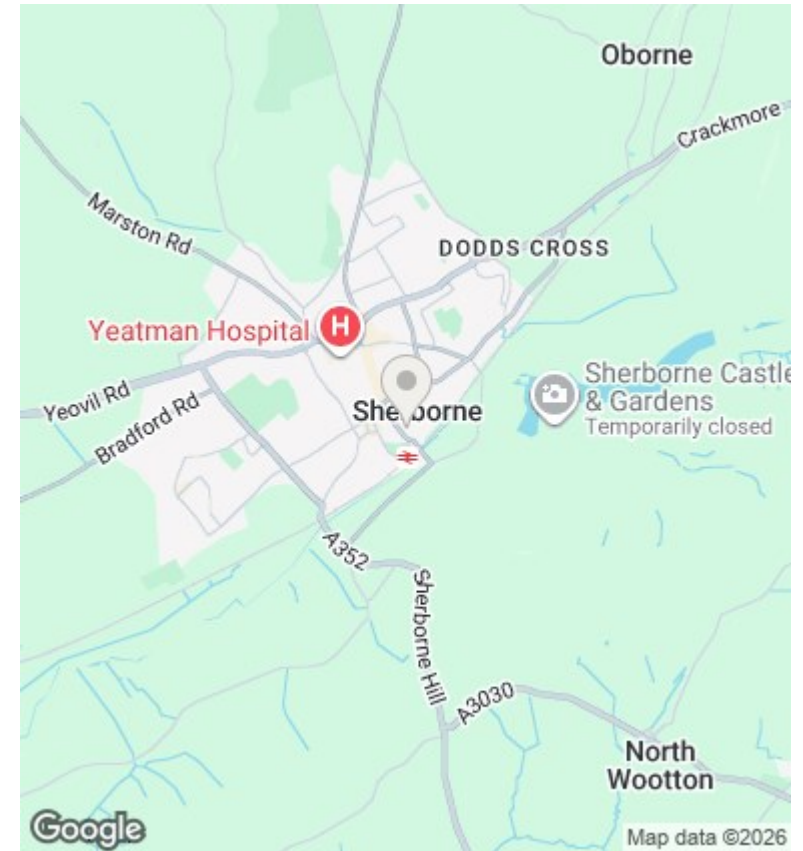 Oborne
Crackmore
Marston Rd
DODDS CROSS
Yeatman Hospital
H
Sherborne Castle
& Gardens
Temporarily closed
Yeovil Rd
Sherborne
Bradford Rd
A352
Sherborne Hill
A3030
North
Wootton
Google
Map data ©2026